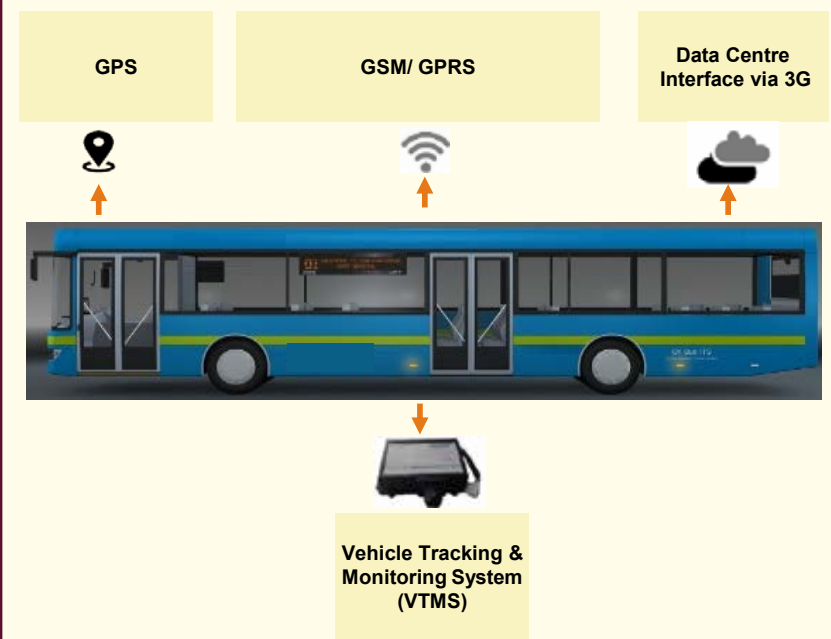 GPS
GSM/ GPRS
Data Centre
Interface via 3G
Vehicle Tracking &
Monitoring System
(VTMS)